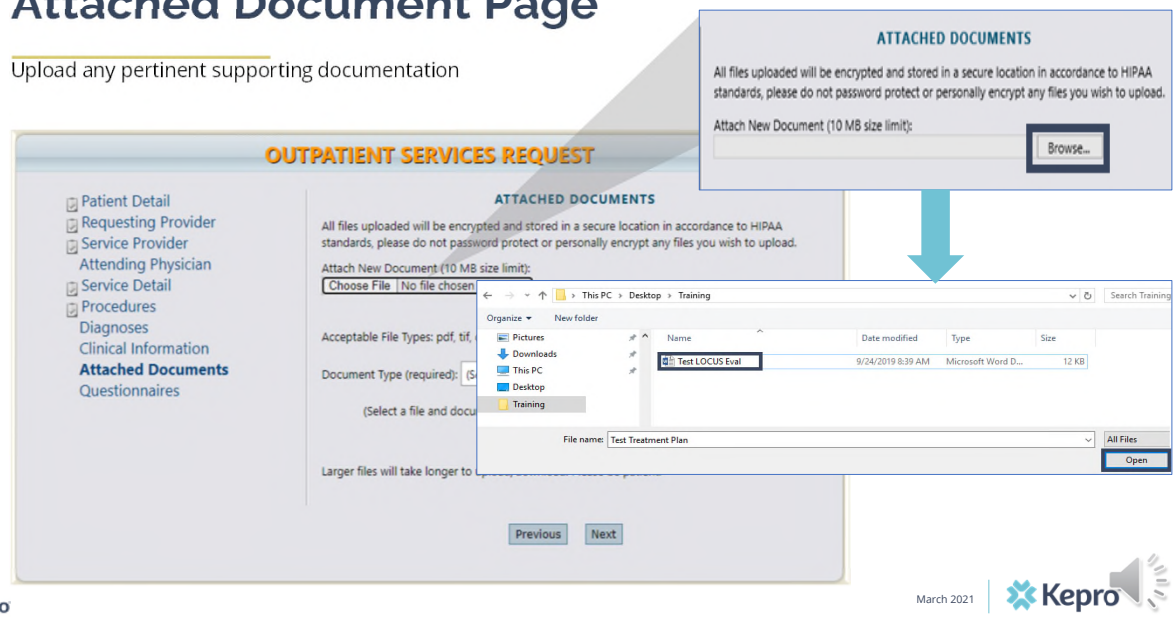 Attached Document Page
Upload any pertinent supporting documentation
ATTACHED DOCUMENTS
All files uploaded will be encrypted and stored in a secure location in accordance to HIPAA
standards, please do not password protect or personally encrypt any files you wish to upload.
Attach New Document (10 MB size limit):
Browse...
OUTPATIENT SERVICES REQUEST
Patient Detail
Requesting Provider
Service Provider
Attending Physician
Service Detail
Procedures
Diagnoses
Clinical Information
Attached Documents
Questionnaires
ATTACHED DOCUMENTS
All files uploaded will be encrypted and stored in a secure location in accordance to HIPAA
standards, please do not password protect or personally encrypt any files you wish to upload.
Attach New Document (10 MB size limit):
Choose File No file chosen
Acceptable File Types: pdf, tif,
Document Type (required):
(Select a file and docu
Larger files will take longer to
Previous Next
This PC > Desktop > Training
Search Training
Organize New folder
Pictures
Downloads
This PC
Desktop
Training
Name Date modified Type Size
Test LOCUS Eval 9/24/2019 8:39 AM Microsoft Word D... 12 KB
File name: Test Treatment Plan All Files
Open
March 2021
Kepro